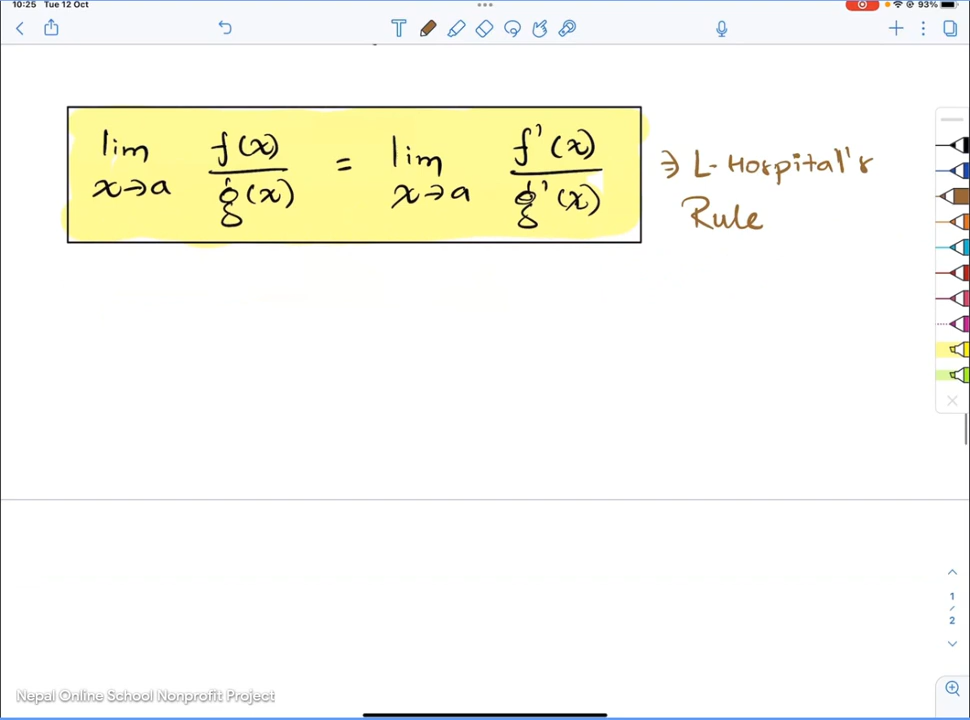 10:25 Tue 12 Oct
93%
lim x→a f(x)/g(x) = lim x→a f'(x)/g'(x)
∋ L-Hospital's
Rule
1
/
2
Nepal Online School Nonprofit Project